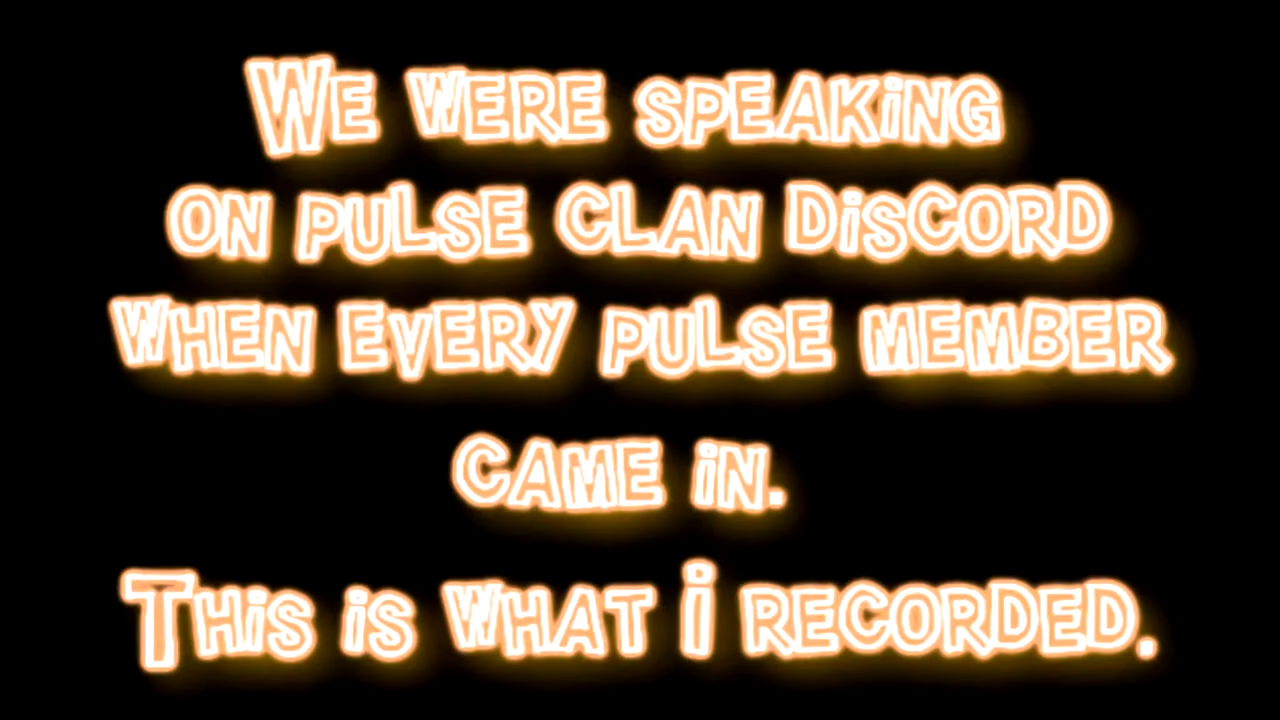 We were speaking
on pulse clan discord
when every pulse member
came in.
This is what I recorded.